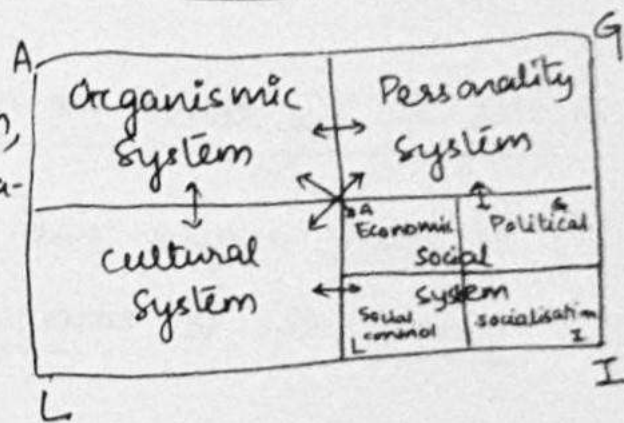 A
G
Organismic
System
Personality
System
Cultural
System
A
Economic
Political
G
Social
System
Social
control
L
Socialisation
I
L
I